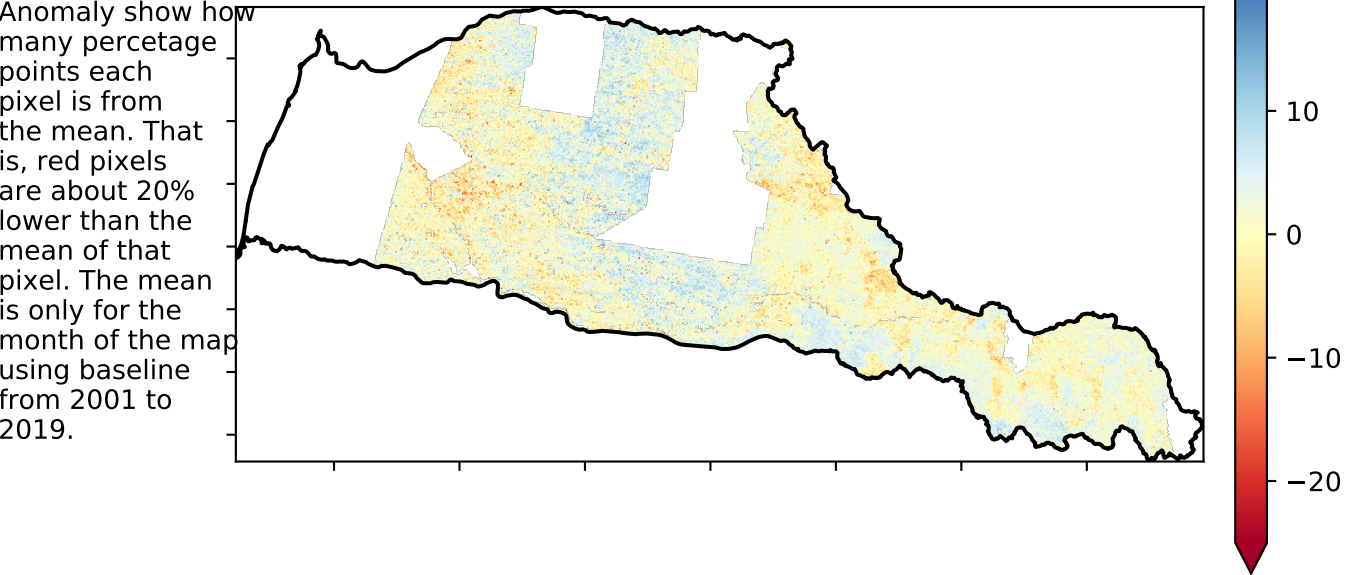 Anomaly show how
many percetage
points each
pixel is from
the mean. That
is, red pixels
are about 20%
lower than the
mean of that
pixel. The mean
is only for the
month of the map
using baseline
from 2001 to
2019.
10
0
−10
−20